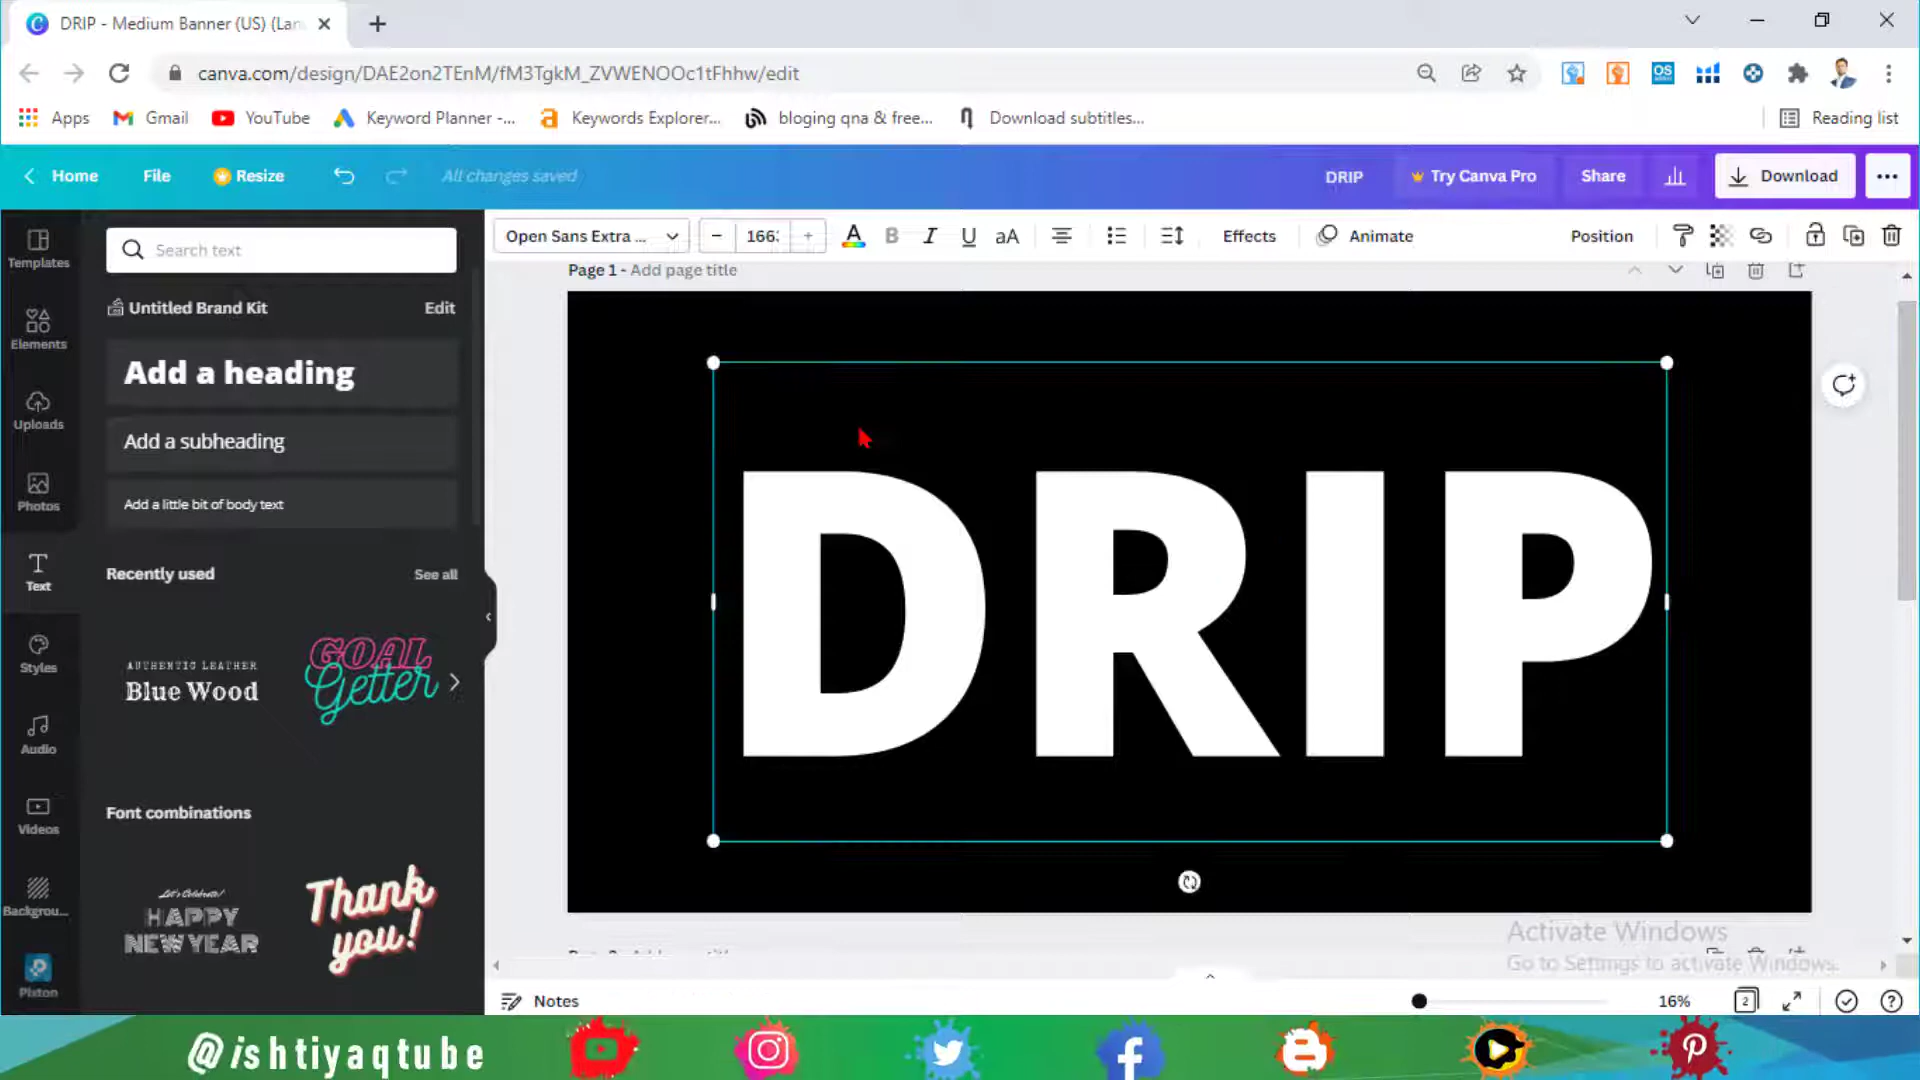 DRIP - Medium Banner (US) (Lan
canva.com/design/DAE2on2TEnM/fM3TgkM_ZVWENOOc1tFhhw/edit
Apps Gmail YouTube Keyword Planner -... Keywords Explorer... bloging qna & free... Download subtitles... Reading list
Home File Resize All changes saved DRIP Try Canva Pro Share Download
Open Sans Extra ... 166 Effects Animate Position
Search text
Page 1 - Add page title
Templates
Untitled Brand Kit Edit
Elements
Add a heading
Uploads
Add a subheading
Photos
Add a little bit of body text
Text
Recently used See all
Styles
AUTHENTIC LEATHER
Blue Wood
GOAL
Getter
Audio
Videos
Font combinations
Backgrou...
Let's Celebrate!
HAPPY
NEW YEAR
Thank
you!
Pixton
DRIP
Activate Windows
Go to Settings to activate Windows.
Notes 16% 2
@ishtiyaqtube